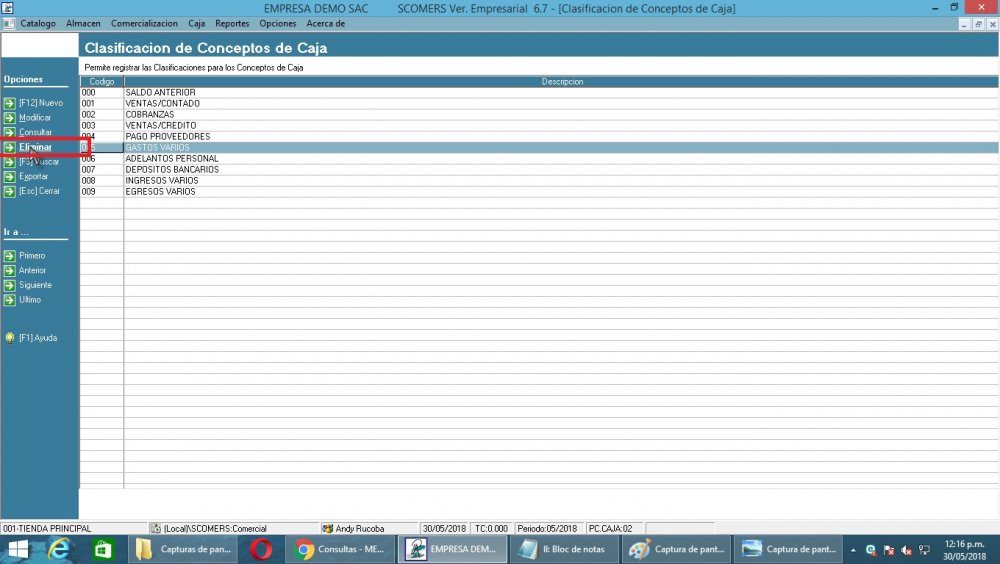 EMPRESA DEMO SAC SCOMERS Ver. Empresarial 6.7 - [Clasificacion de Conceptos de Caja]
Catalogo Almacen Comercializacion Caja Reportes Opciones Acerca de
Clasificacion de Conceptos de Caja
Permite registrar las Clasificaciones para los Conceptos de Caja
Opciones
[F12] Nuevo
Modificar
Consultar
Eliminar
Buscar
Exportar
[Esc] Cerrar
Ir a ...
Primero
Anterior
Siguiente
Ultimo
[F1] Ayuda
Codigo Descripcion
000 SALDO ANTERIOR
001 VENTAS/CONTADO
002 COBRANZAS
003 VENTAS/CREDITO
004 PAGO PROVEEDORES
GASTOS VARIOS
006 ADELANTOS PERSONAL
007 DEPOSITOS BANCARIOS
008 INGRESOS VARIOS
009 EGRESOS VARIOS
001-TIENDA PRINCIPAL (Local)\SCOMERS:Comercial Andy Rucoba 30/05/2018 TC:0.000 Periodo:05/2018 PC.CAJA:02
Capturas de pan... Consultas - ME... EMPRESA DEM... II: Bloc de notas Captura de pant... Captura de pant...
12:16 p.m.
30/05/2018